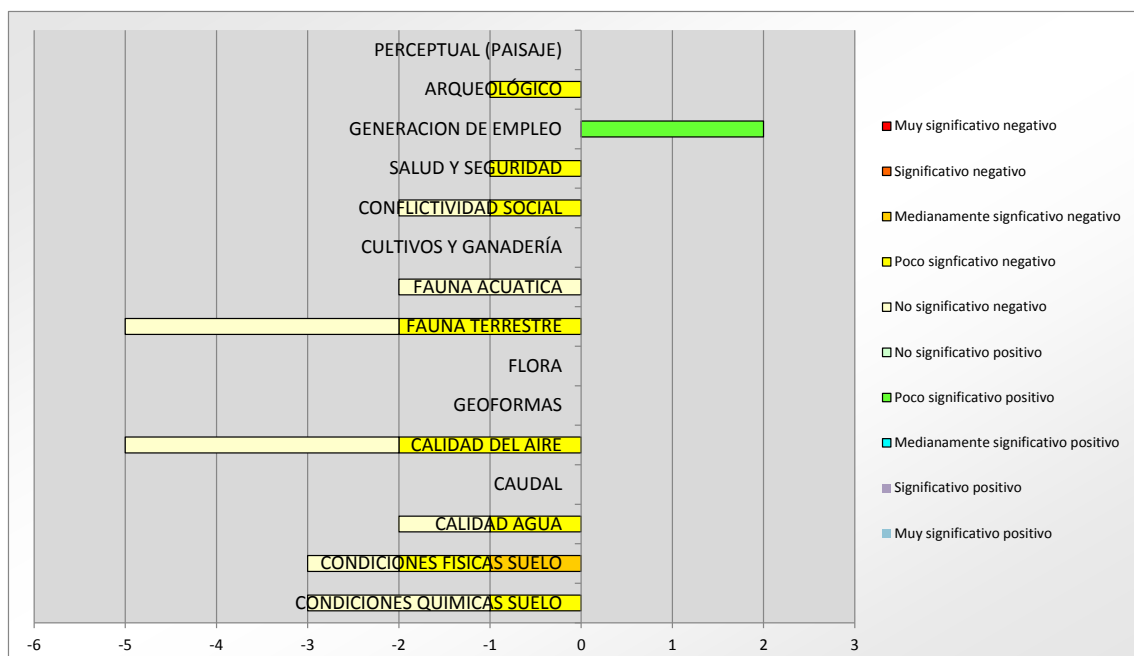 PERCEPTUAL (PAISAJE)
ARQUEOLÓGICO
GENERACION DE EMPLEO
SALUD Y SEGURIDAD
CONFLICTIVIDAD SOCIAL
CULTIVOS Y GANADERÍA
FAUNA ACUATICA
FAUNA TERRESTRE
FLORA
GEOFORMAS
CALIDAD DEL AIRE
CAUDAL
CALIDAD AGUA
CONDICIONES FISICAS SUELO
CONDICIONES QUIMICAS SUELO
-6 -5 -4 -3 -2 -1 0 1 2 3
Muy significativo negativo
Significativo negativo
Medianamente signficativo negativo
Poco signficativo negativo
No significativo negativo
No significativo positivo
Poco significativo positivo
Medianamente significativo positivo
Significativo positivo
Muy significativo positivo